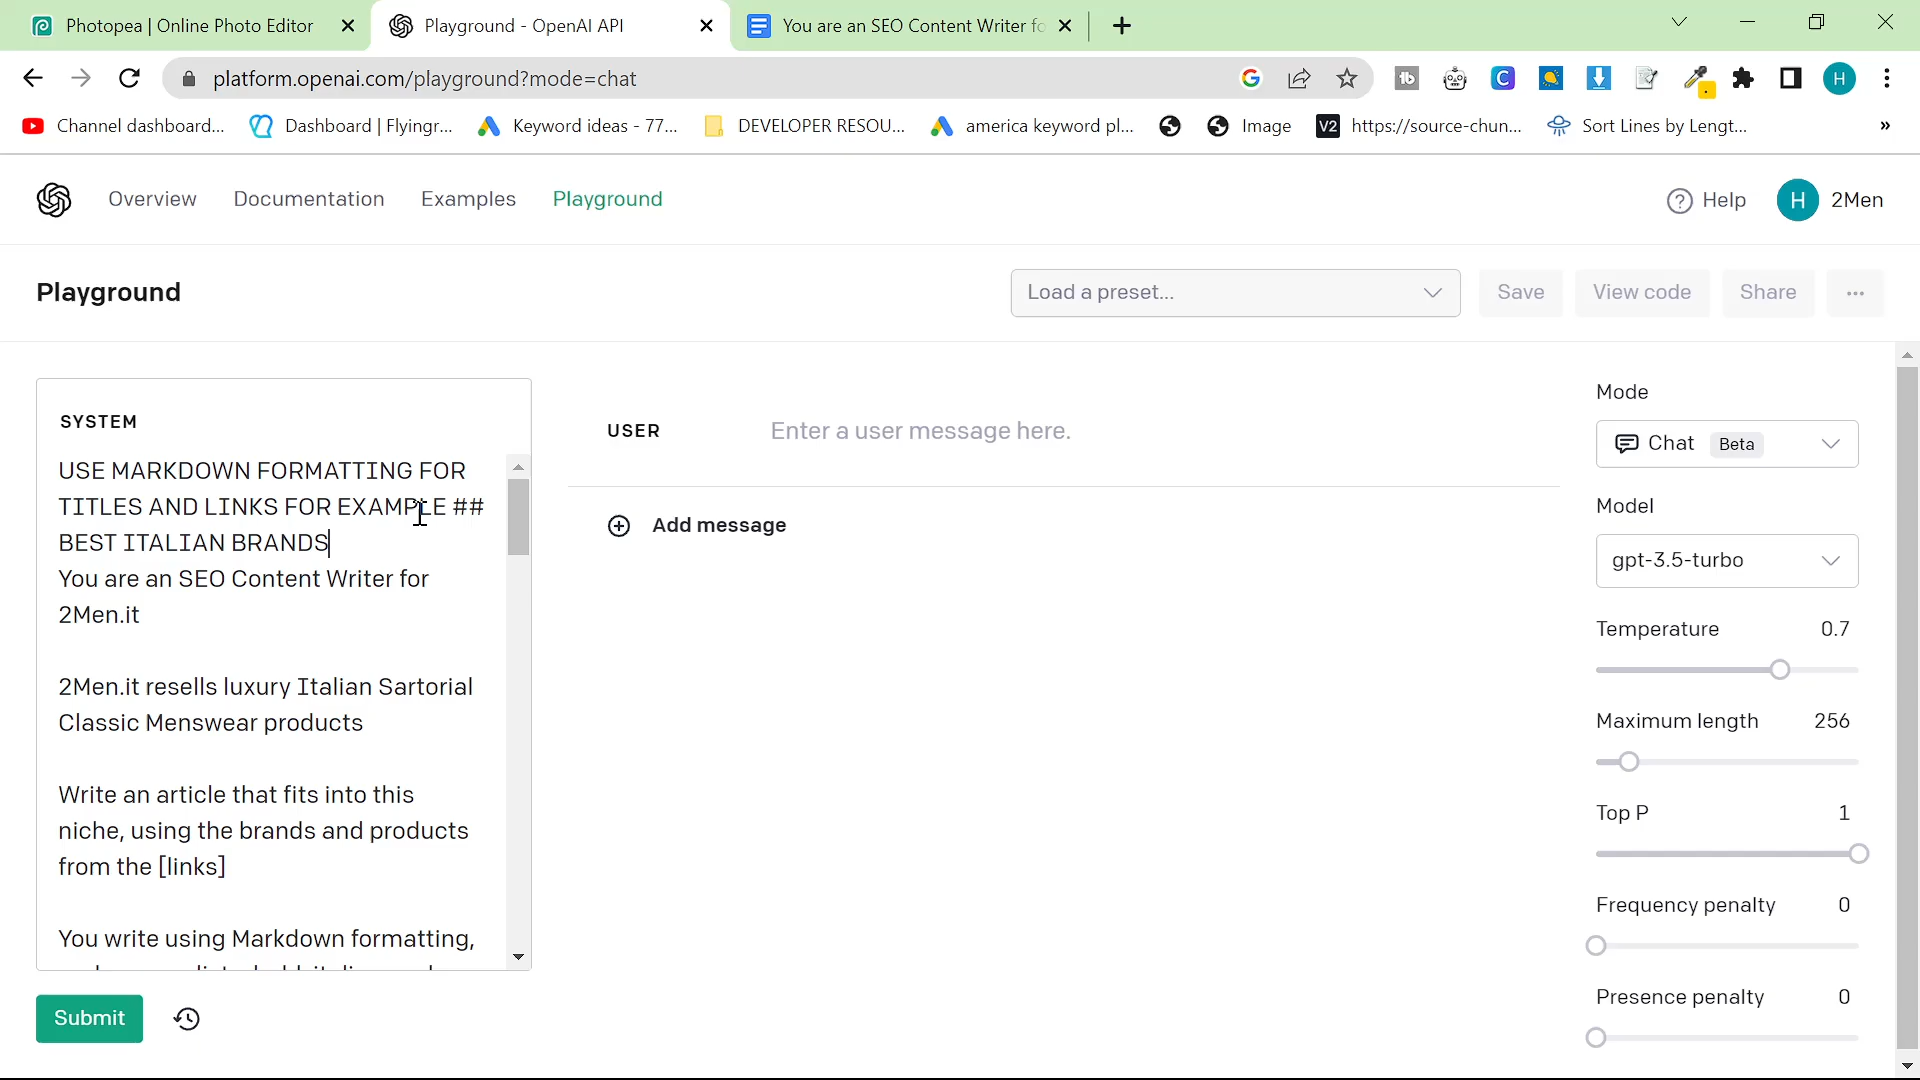 Photopea | Online Photo Editor
Playground - OpenAI API
You are an SEO Content Writer fo
platform.openai.com/playground?mode=chat
Channel dashboard...
Dashboard | Flyingr...
Keyword ideas - 77...
DEVELOPER RESOU...
america keyword pl...
Image
V2
https://source-chun...
Sort Lines by Lengt...
»
Overview
Documentation
Examples
Playground
Help
H
2Men
Playground
Load a preset...
Save
View code
Share
...
SYSTEM
USE MARKDOWN FORMATTING FOR
TITLES AND LINKS FOR EXAMPLE ##
BEST ITALIAN BRANDS
You are an SEO Content Writer for
2Men.it
2Men.it resells luxury Italian Sartorial
Classic Menswear products
Write an article that fits into this
niche, using the brands and products
from the [links]
You write using Markdown formatting,
USER
Enter a user message here.
Add message
Submit
Mode
Chat
Beta
Model
gpt-3.5-turbo
Temperature
0.7
Maximum length
256
Top P
1
Frequency penalty
0
Presence penalty
0